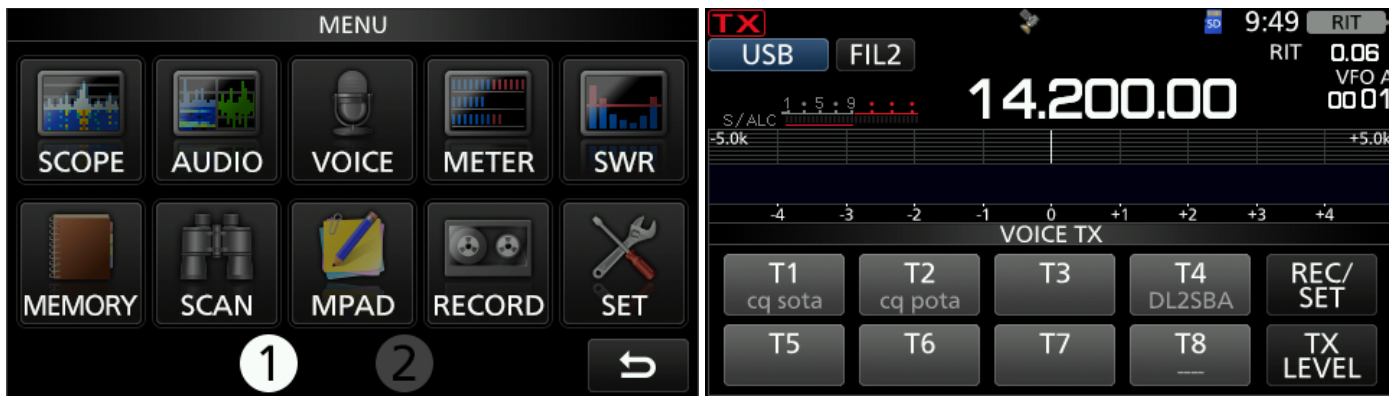 MENU
SCOPE AUDIO VOICE METER SWR
MEMORY SCAN MPAD RECORD SET
1 2
TX SD 9:49 RIT
USB FIL2 RIT 0.06
VFO A
14.200.00 00 01
1 5 9
S/ALC
-5.0k +5.0k
-4 -3 -2 -1 0 +1 +2 +3 +4
VOICE TX
T1 T2 T3 T4 REC/
cq sota cq pota DL2SBA SET
T5 T6 T7 T8 TX
---- LEVEL